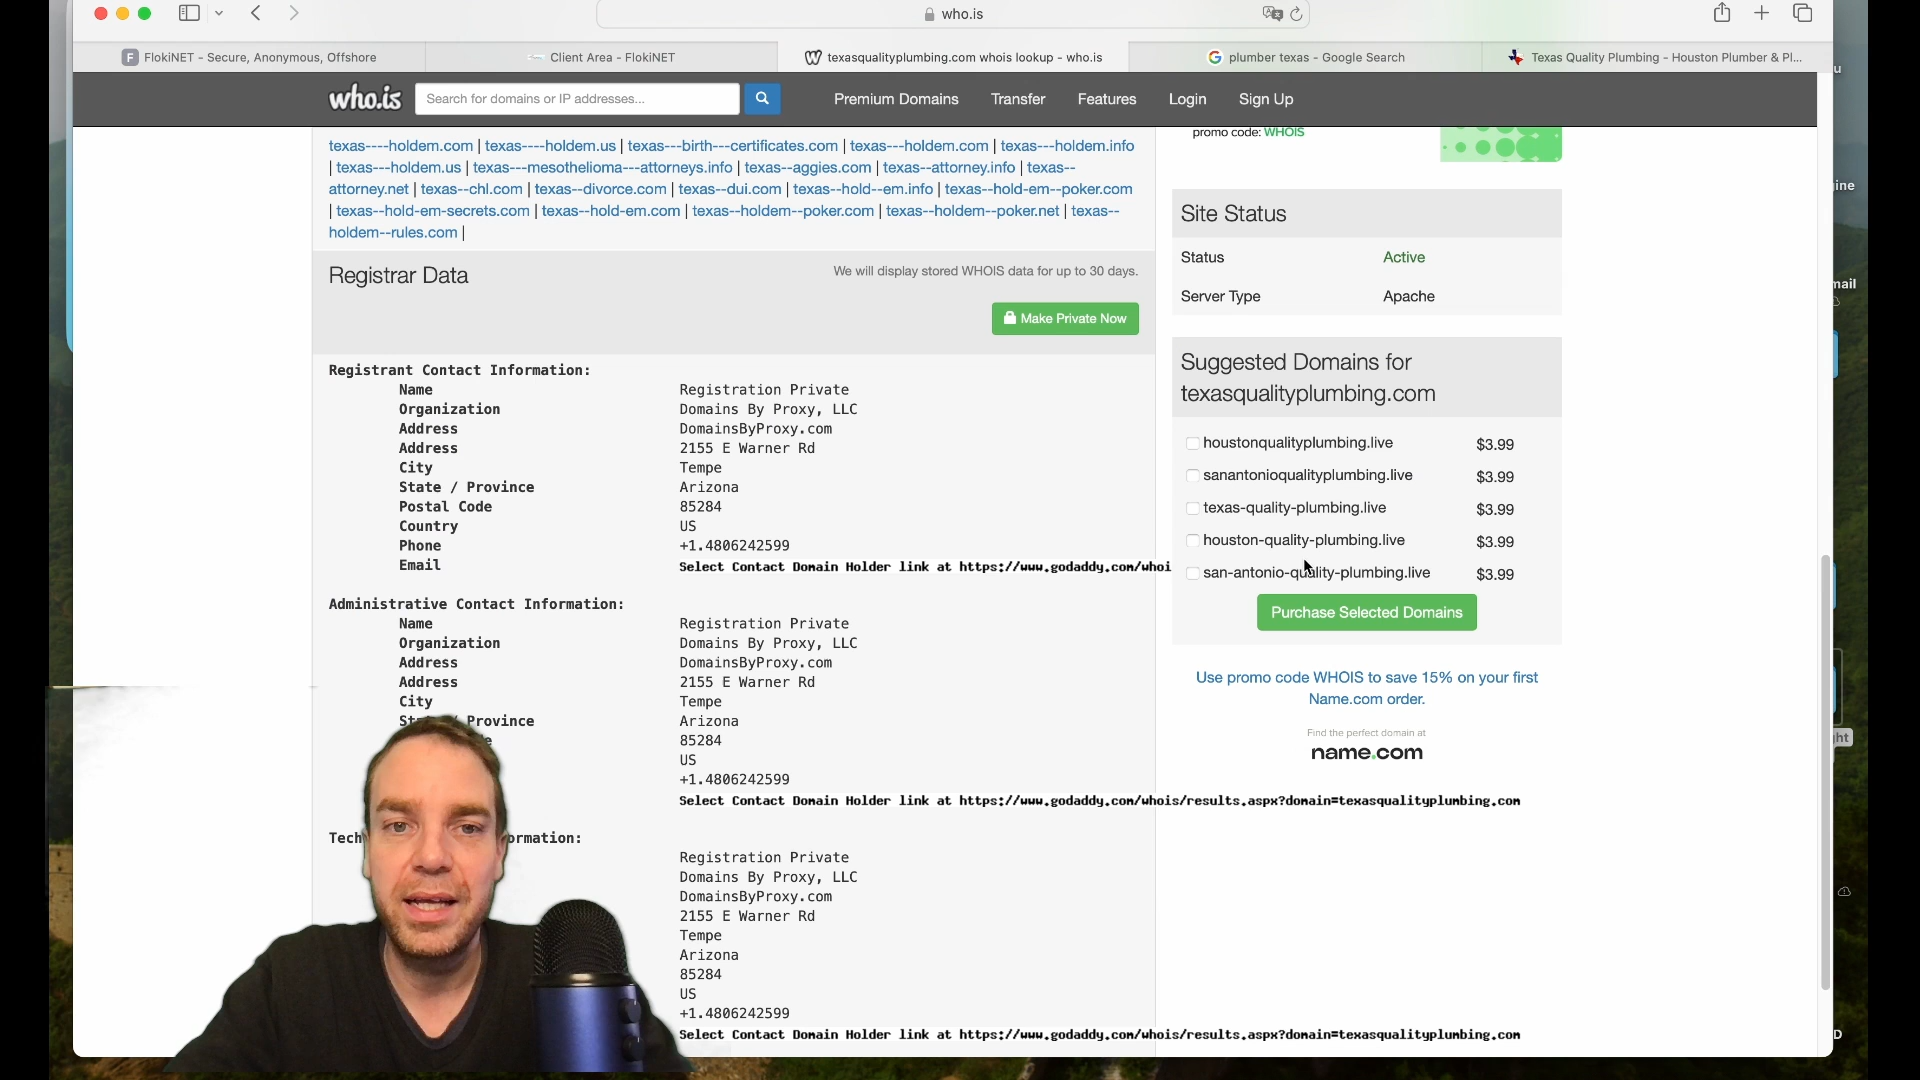 who.is
FlokiNET - Secure, Anonymous, Offshore
Client Area - FlokiNET
texasqualityplumbing.com whois lookup - who.is
plumber texas - Google Search
Texas Quality Plumbing - Houston Plumber & Pl...
who.is
Search for domains or IP addresses...
Premium Domains
Transfer
Features
Login
Sign Up
texas----holdem.com | texas----holdem.us | texas---birth---certificates.com | texas---holdem.com | texas---holdem.info
| texas---holdem.us | texas---mesothelioma---attorneys.info | texas--aggies.com | texas--attorney.info | texas--
attorney.net | texas--chl.com | texas--divorce.com | texas--dui.com | texas--hold--em.info | texas--hold-em--poker.com
| texas--hold-em-secrets.com | texas--hold-em.com | texas--holdem--poker.com | texas--holdem--poker.net | texas--
holdem--rules.com |
Registrar Data
We will display stored WHOIS data for up to 30 days.
Make Private Now
Registrant Contact Information:
Name Registration Private
Organization Domains By Proxy, LLC
Address DomainsByProxy.com
Address 2155 E Warner Rd
City Tempe
State / Province Arizona
Postal Code 85284
Country US
Phone +1.4806242599
Email Select Contact Domain Holder link at https://www.godaddy.com/whoi
Administrative Contact Information:
Name Registration Private
Organization Domains By Proxy, LLC
Address DomainsByProxy.com
Address 2155 E Warner Rd
City Tempe
Province Arizona
85284
US
+1.4806242599
Select Contact Domain Holder link at https://www.godaddy.com/whois/results.aspx?domain=texasqualityplumbing.com
Tech ormation:
Registration Private
Domains By Proxy, LLC
DomainsByProxy.com
2155 E Warner Rd
Tempe
Arizona
85284
US
+1.4806242599
Select Contact Domain Holder link at https://www.godaddy.com/whois/results.aspx?domain=texasqualityplumbing.com
promo code: WHOIS
Site Status
Status Active
Server Type Apache
Suggested Domains for
texasqualityplumbing.com
houstonqualityplumbing.live $3.99
sanantonioqualityplumbing.live $3.99
texas-quality-plumbing.live $3.99
houston-quality-plumbing.live $3.99
san-antonio-quality-plumbing.live $3.99
Purchase Selected Domains
Use promo code WHOIS to save 15% on your first
Name.com order.
Find the perfect domain at
name.com